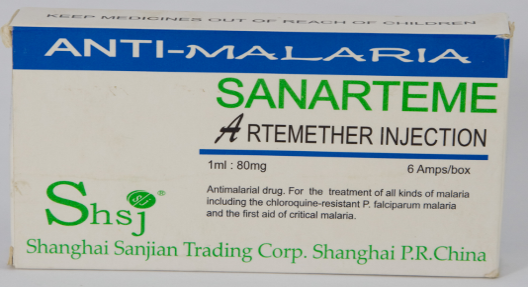 KEEP MEDICINES OUT OF REACH OF CHILDREN
ANTI-MALARIA
SANARTEME
ARTEMETHER INJECTION
1ml : 80mg 6 Amps/box
Antimalarial drug. For the treatment of all kinds of malaria
including the chloroquine-resistant P. falciparum malaria
and the first aid of critical malaria.
Shsj ®
Shanghai Sanjian Trading Corp. Shanghai P.R.China